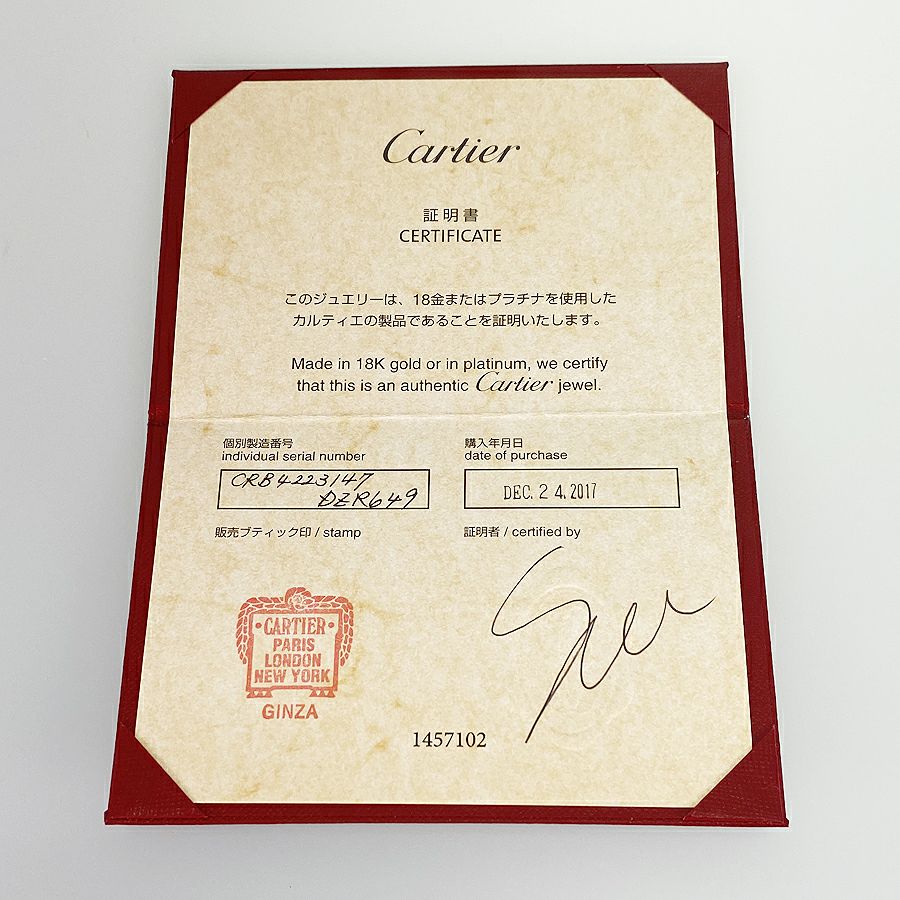 Cartier
証明書
CERTIFICATE
このジュエリーは、18金またはプラチナを使用した
カルティエの製品であることを証明いたします。
Made in 18K gold or in platinum, we certify
that this is an authentic Cartier jewel.
個別製造番号
individual serial number
CRB4223147
DZR649
購入年月日
date of purchase
DEC. 24. 2017
販売ブティック印 / stamp
証明者 / certified by
CARTIER
PARIS
LONDON
NEW YORK
GINZA
1457102